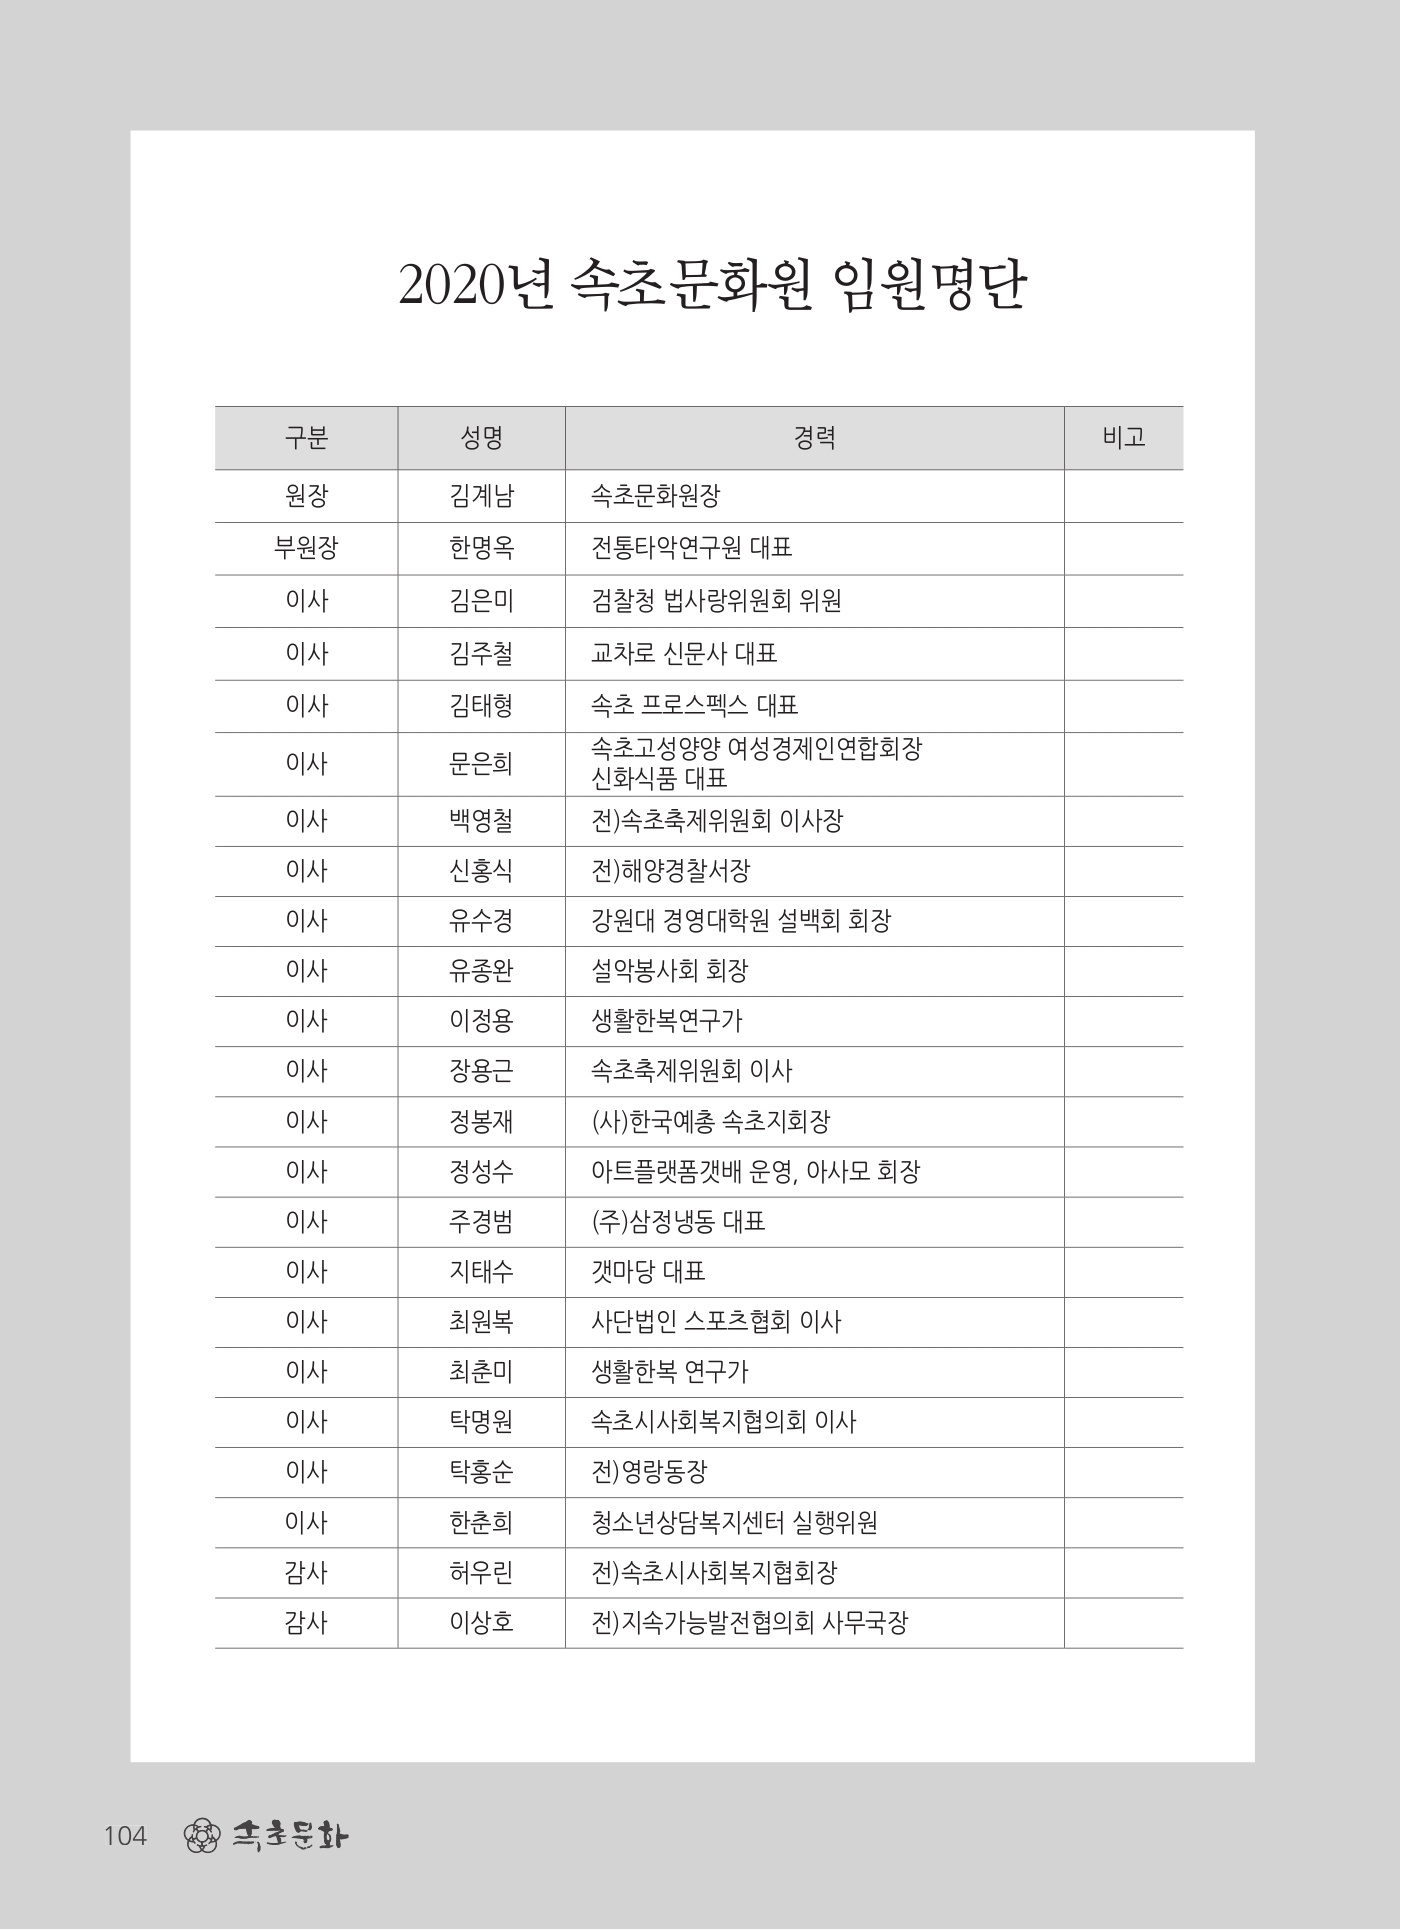 2020년 속초문화원 임원명단
구분 성명 경력 비고
원장 김계남 속초문화원장
부원장 한명옥 전통타악연구원 대표
이사 김은미 검찰청 법사랑위원회 위원
이사 김주철 교차로 신문사 대표
이사 김태형 속초 프로스펙스 대표
이사 문은희 속초고성양양 여성경제인연합회장
신화식품 대표
이사 백영철 전)속초축제위원회 이사장
이사 신홍식 전)해양경찰서장
이사 유수경 강원대 경영대학원 설백회 회장
이사 유종완 설악봉사회 회장
이사 이정용 생활한복연구가
이사 장용근 속초축제위원회 이사
이사 정봉재 (사)한국예총 속초지회장
이사 정성수 아트플랫폼갯배 운영, 아사모 회장
이사 주경범 (주)삼정냉동 대표
이사 지태수 갯마당 대표
이사 최원복 사단법인 스포츠협회 이사
이사 최춘미 생활한복 연구가
이사 탁명원 속초시사회복지협의회 이사
이사 탁홍순 전)영랑동장
이사 한춘희 청소년상담복지센터 실행위원
감사 허우린 전)속초시사회복지협회장
감사 이상호 전)지속가능발전협의회 사무국장
104 속초문화